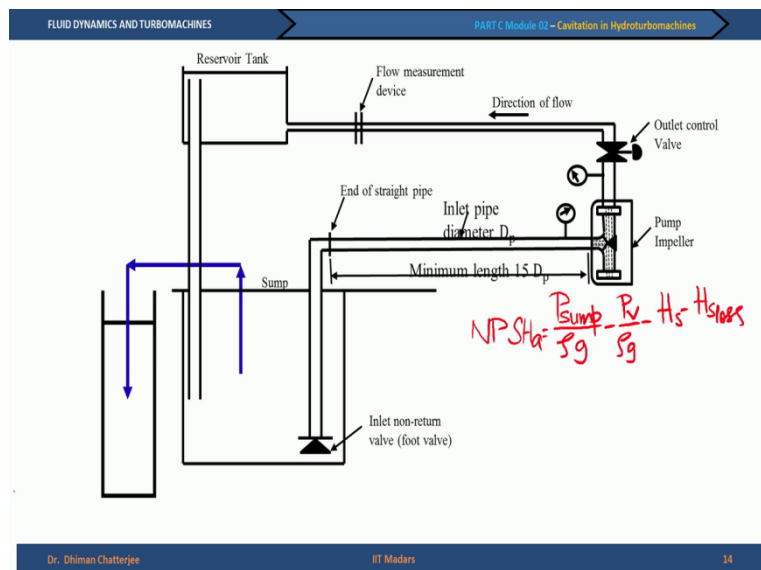 FLUID DYNAMICS AND TURBOMACHINES
PART C Module 02 – Cavitation in Hydroturbomachines
Reservoir Tank
Flow measurement
device
Direction of flow
Outlet control
Valve
End of straight pipe
Inlet pipe
diameter Dp
Pump
Impeller
Minimum length 15 Dp
Sump
NPSHa = Psump/ρg - Pv/ρg - Hs - Hsloss
Inlet non-return
valve (foot valve)
Dr. Dhiman Chatterjee
IIT Madars
14